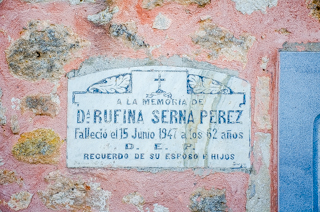 A LA MEMORIA DE
Dª RUFINA SERNA PEREZ
Falleció el 15 Junio 1947 a los 62 años
D. E. P.
RECUERDO DE SU ESPOSO E HIJOS